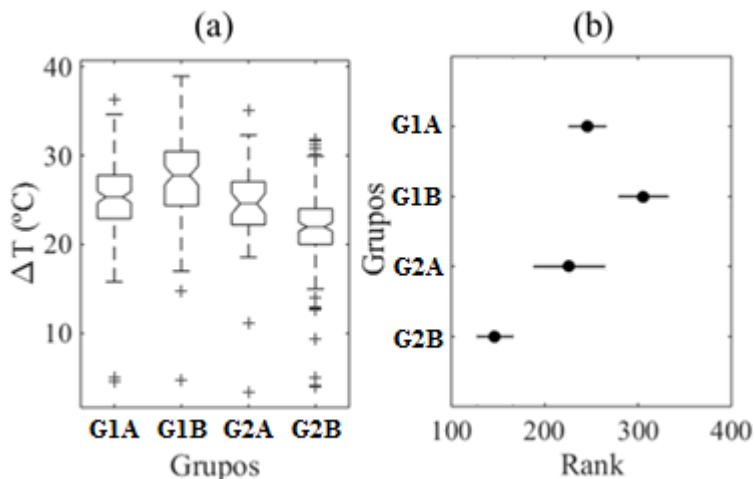 (a)
40
30
20
10
ΔT (ºC)
G1A G1B G2A G2B
Grupos
(b)
G1A
G1B
G2A
G2B
Grupos
100 200 300 400
Rank